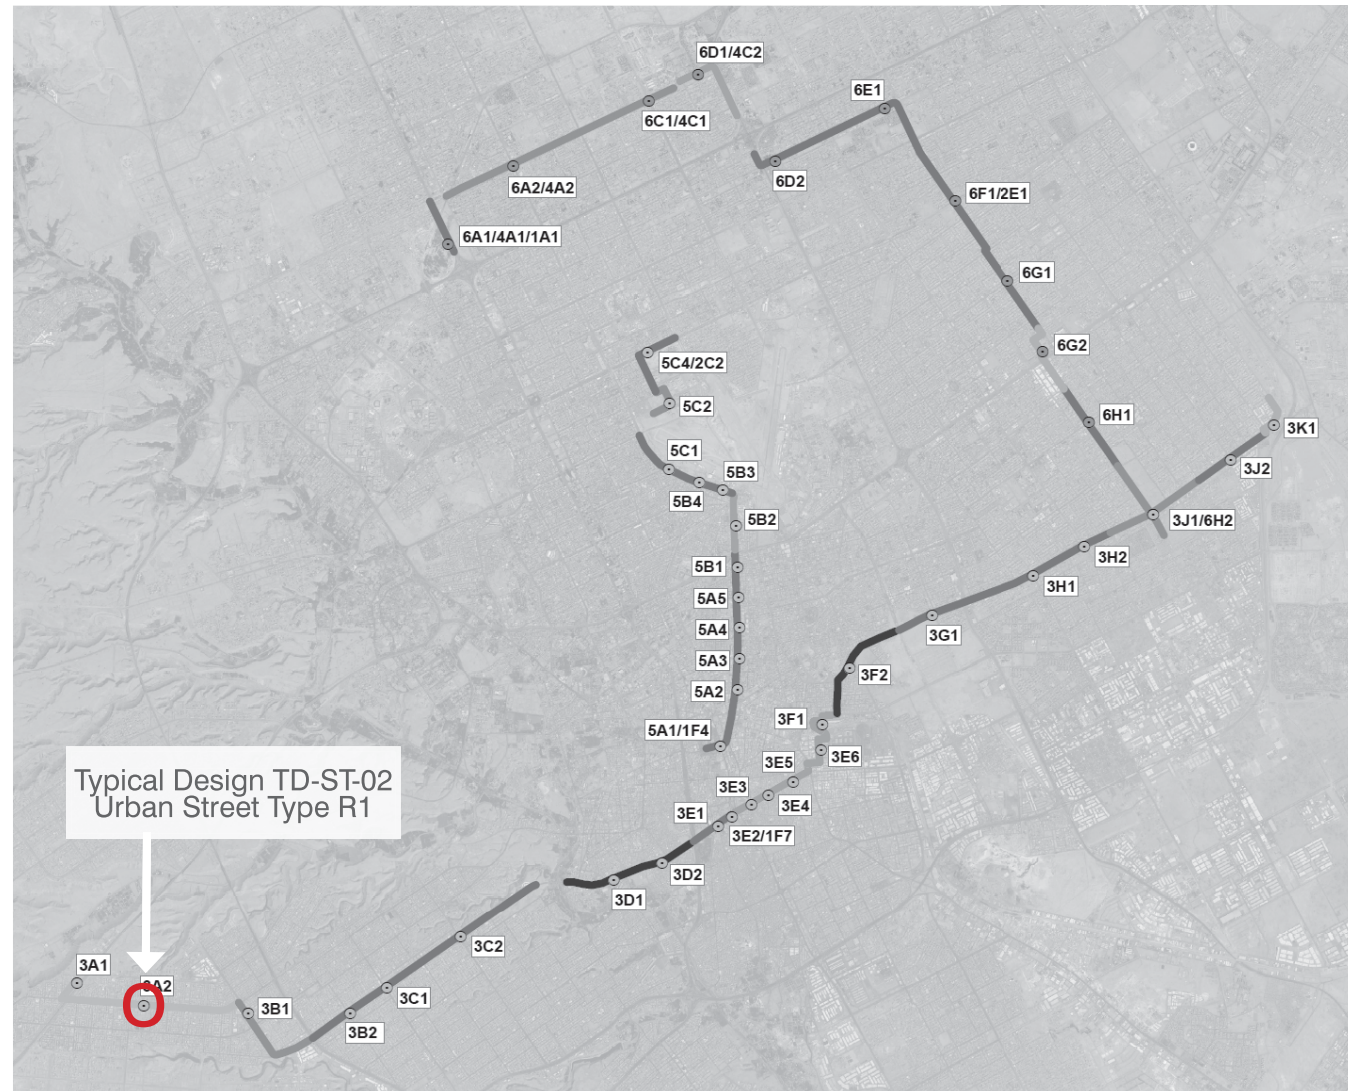 6D1/4C2
6E1
6C1/4C1
6A2/4A2
6D2
6F1/2E1
6A1/4A1/1A1
6G1
6G2
5C4/2C2
5C2
6H1
3K1
5C1
5B3
3J2
5B4
5B2
3J1/6H2
3H2
5B1
3H1
5A5
5A4
3G1
5A3
3F2
5A2
3F1
5A1/1F4
3E6
3E5
Typical Design TD-ST-02
Urban Street Type R1
3E3
3E4
3E1
3E2/1F7
3D2
3D1
3C2
3A1
3A2
3C1
3B1
3B2